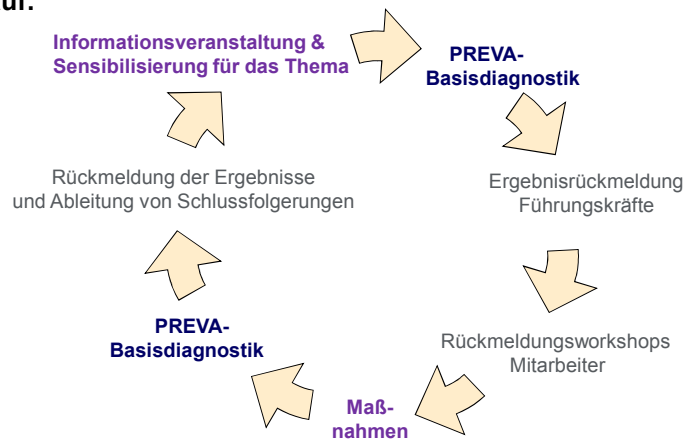 Informationsveranstaltung &
Sensibilisierung für das Thema
PREVA-
Basisdiagnostik
Ergebnisrückmeldung
Führungskräfte
Rückmeldungsworkshops
Mitarbeiter
Maß-
nahmen
PREVA-
Basisdiagnostik
Rückmeldung der Ergebnisse
und Ableitung von Schlussfolgerungen